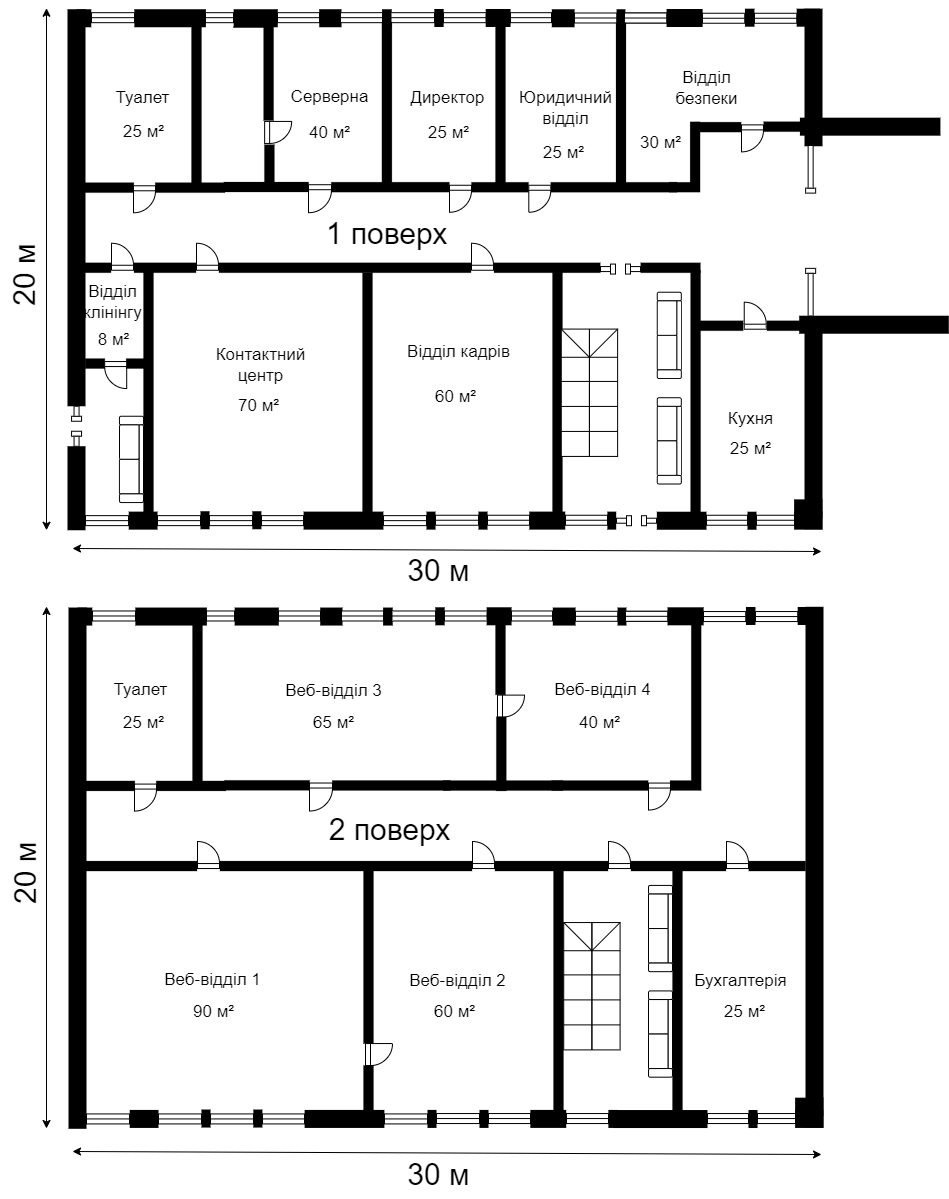 Туалет
25 м²
Серверна
40 м²
Директор
25 м²
Юридичний
відділ
25 м²
Відділ
безпеки
30 м²
1 поверх
20 м
Відділ
клінінгу
8 м²
Контактний
центр
70 м²
Відділ кадрів
60 м²
Кухня
25 м²
30 м
Туалет
25 м²
Веб-відділ 3
65 м²
Веб-відділ 4
40 м²
2 поверх
20 м
Веб-відділ 1
90 м²
Веб-відділ 2
60 м²
Бухгалтерія
25 м²
30 м